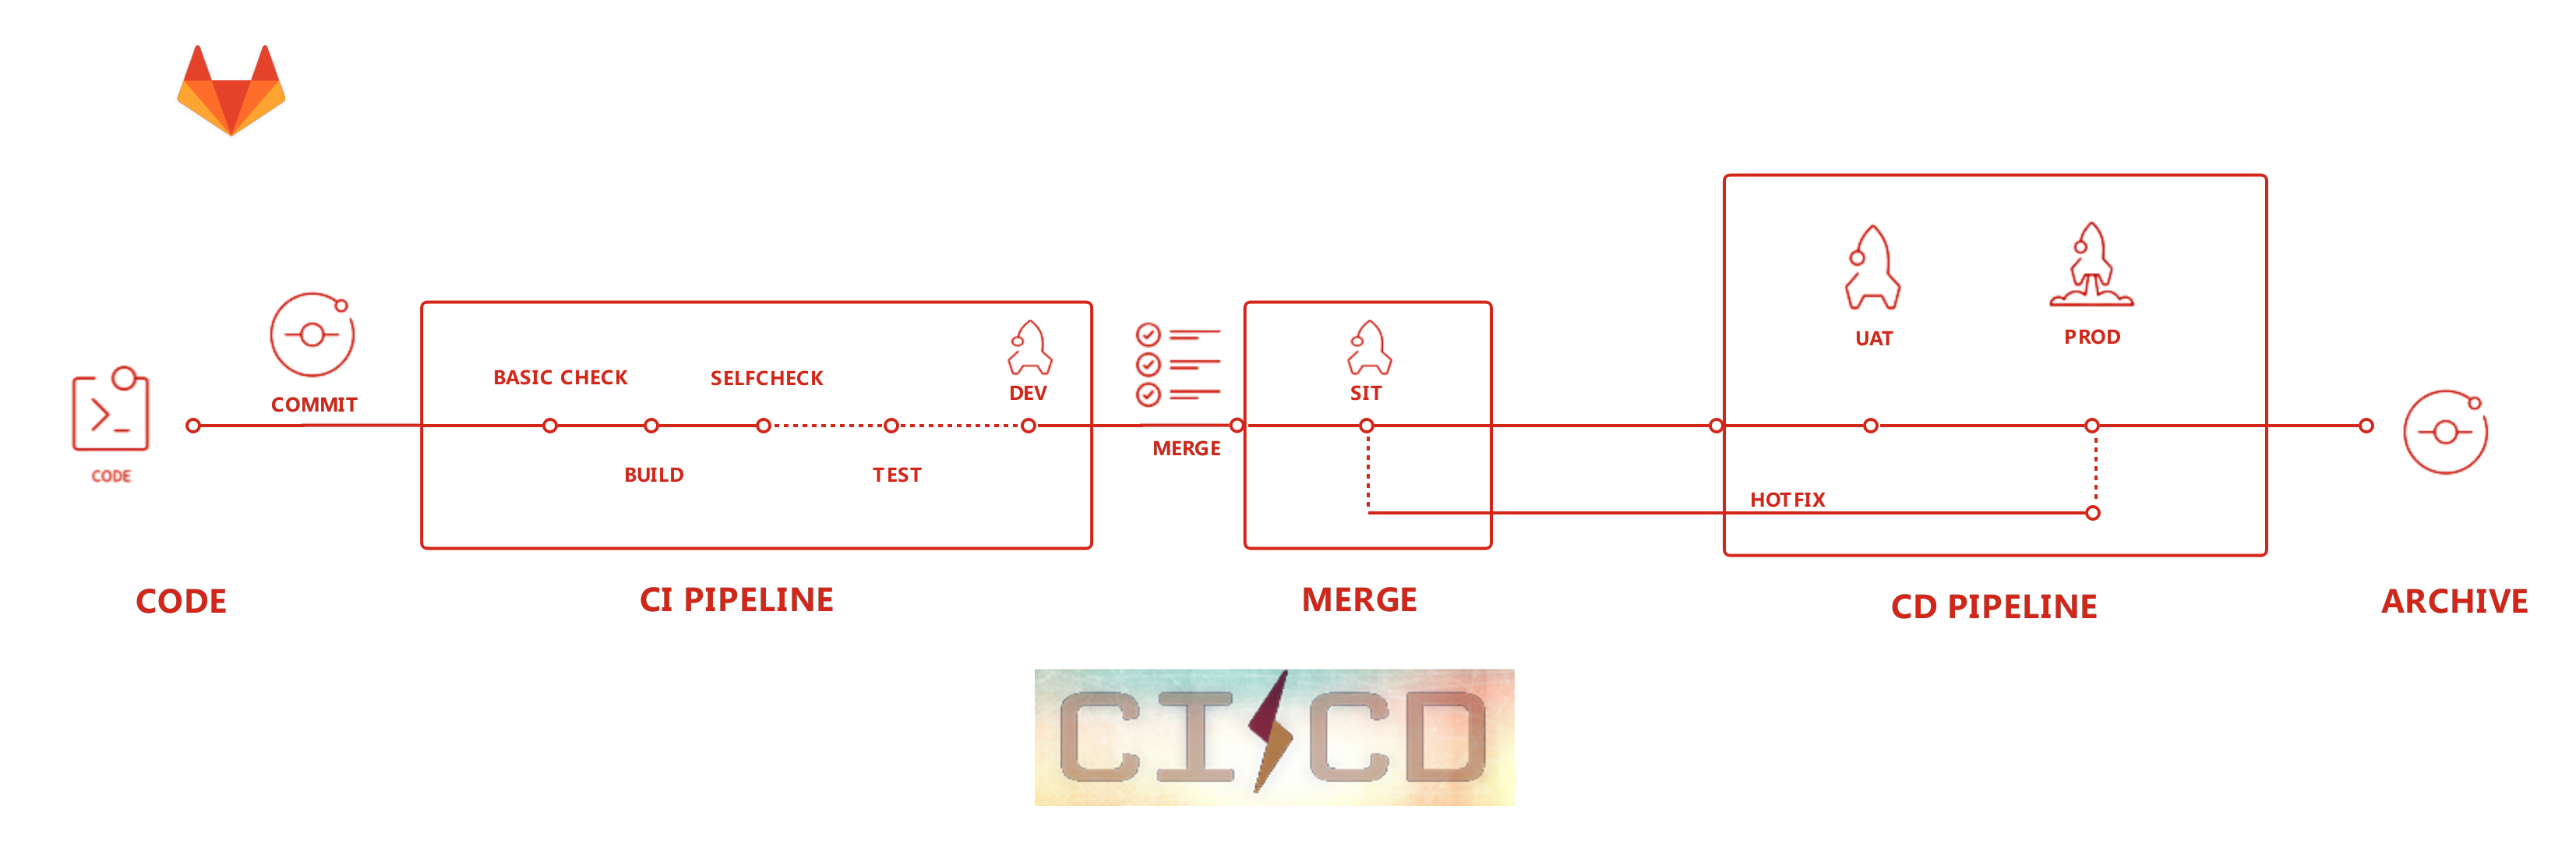 COMMIT
CODE
BASIC CHECK
BUILD
SELFCHECK
TEST
DEV
MERGE
SIT
HOTFIX
UAT
PROD
CODE
CI PIPELINE
MERGE
CD PIPELINE
ARCHIVE
CI CD